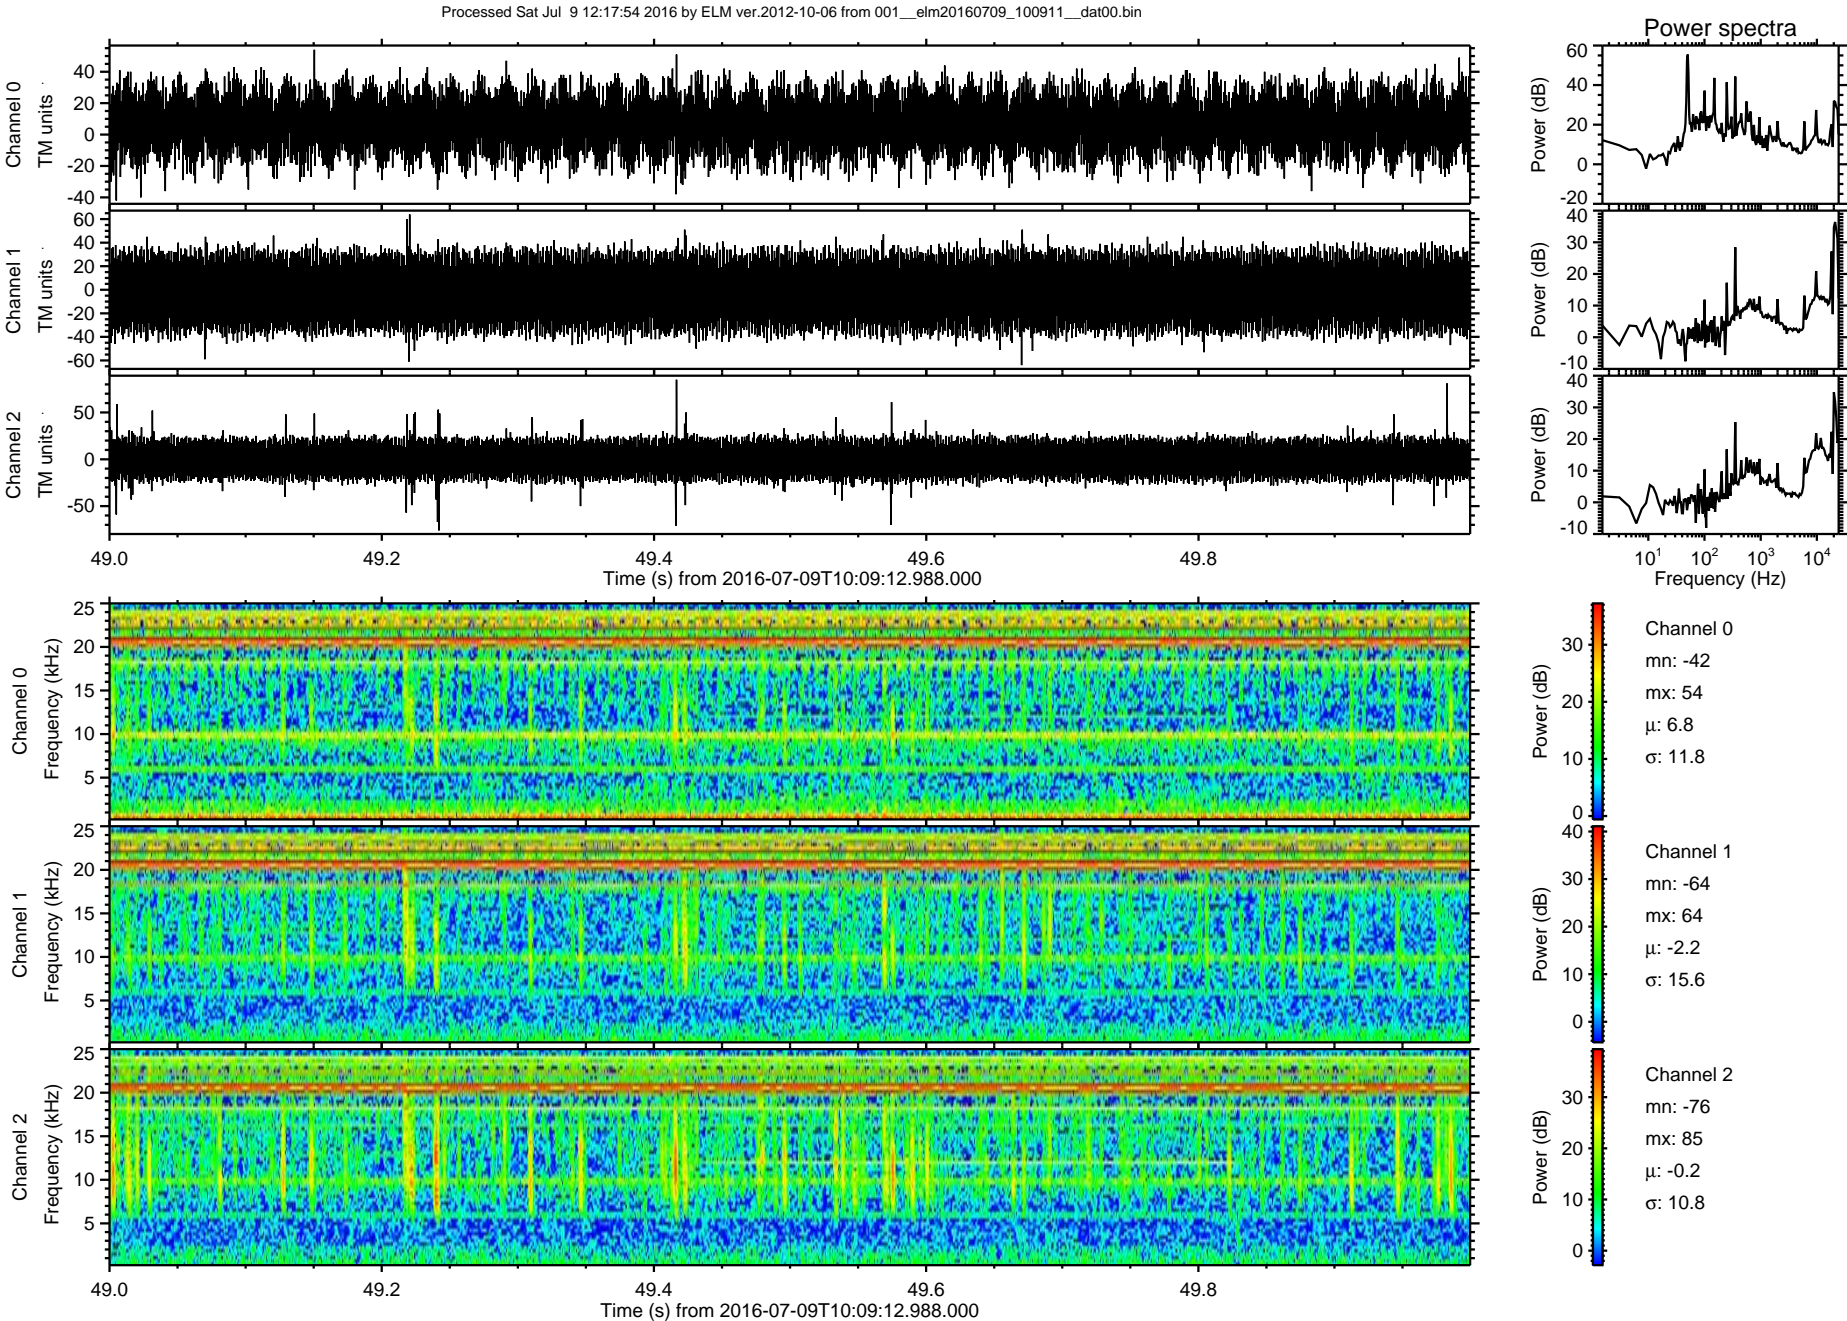 Processed Sat Jul  9 12:17:54 2016 by ELM ver.2012-10-06 from 001__elm20160709_100911__dat00.bin
Power spectra
Channel 0
TM units
40
20
0
-20
-40
Power (dB)
60
40
20
0
-20
Channel 1
TM units
60
40
20
0
-20
-40
-60
Power (dB)
40
30
20
10
0
-10
Channel 2
TM units
50
0
-50
Power (dB)
40
30
20
10
0
-10
49.0 49.2 49.4 49.6 49.8
Time (s) from 2016-07-09T10:09:12.988.000
10¹ 10² 10³ 10⁴
Frequency (Hz)
Channel 0
Frequency (kHz)
25
20
15
10
5
Power (dB)
30
20
10
0
Channel 0
mn: -42
mx: 54
μ: 6.8
σ: 11.8
Channel 1
Frequency (kHz)
25
20
15
10
5
Power (dB)
40
30
20
10
0
Channel 1
mn: -64
mx: 64
μ: -2.2
σ: 15.6
Channel 2
Frequency (kHz)
25
20
15
10
5
Power (dB)
30
20
10
0
Channel 2
mn: -76
mx: 85
μ: -0.2
σ: 10.8
49.0 49.2 49.4 49.6 49.8
Time (s) from 2016-07-09T10:09:12.988.000